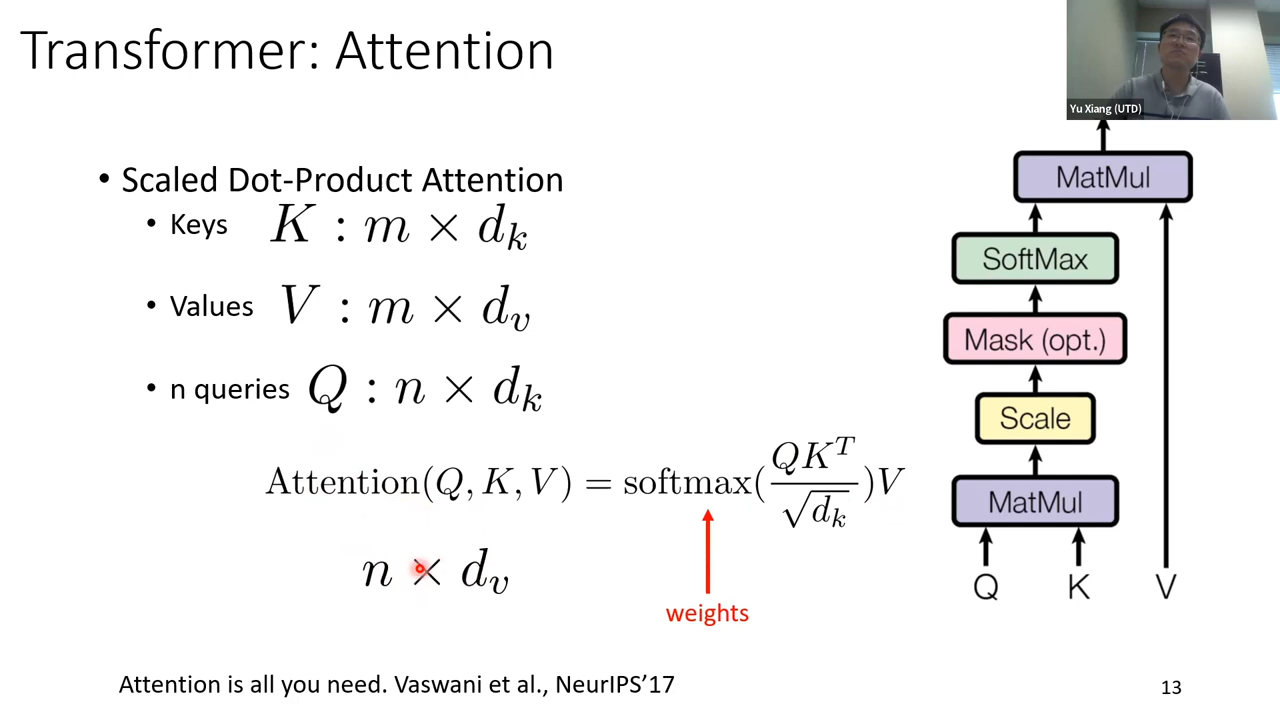 Transformer: Attention
Yu Xiang (UTD)
• Scaled Dot-Product Attention
• Keys K : m × d_k
• Values V : m × d_v
• n queries Q : n × d_k
Attention(Q, K, V) = softmax(QK^T / √d_k)V
n × d_v
weights
MatMul
SoftMax
Mask (opt.)
Scale
MatMul
Q K V
Attention is all you need. Vaswani et al., NeurIPS’17
13